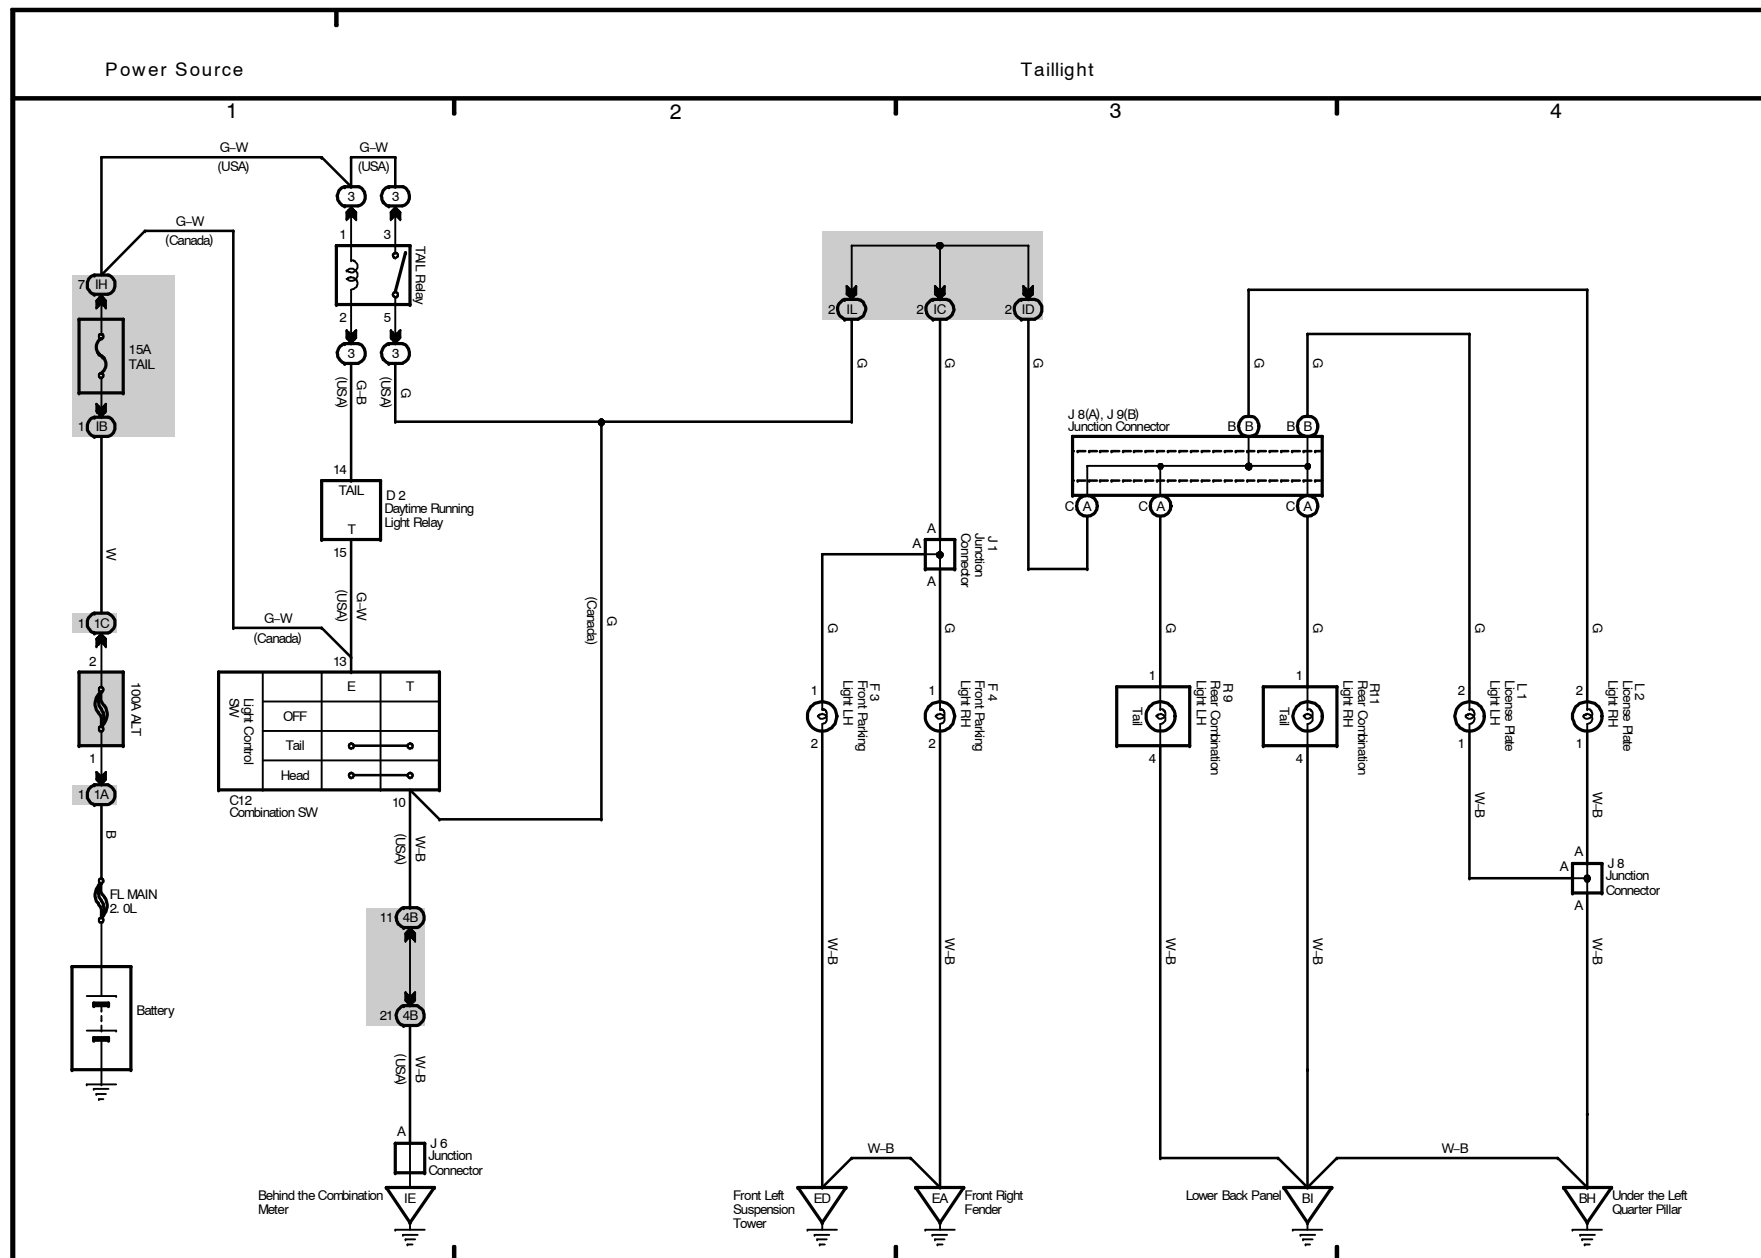 Power Source
Taillight
1
2
3
4
G–W
(USA)
G–W
(USA)
3
3
G–W
(Canada)
1
3
TAIL Relay
7 IH
2
5
2 IL
2 IC
2 ID
15A
TAIL
3
3
G–B
(USA)
G
(USA)
G
G
G
G
G
1 IB
J 8(A), J 9(B)
Junction Connector
B B
B B
14
TAIL
T
D 2
Daytime Running
Light Relay
15
C A
C A
C A
A
A
A
J 1
Junction
Connector
W
G–W
(USA)
G
(Canada)
1 1C
G–W
(Canada)
G
G
G
G
G
G
2
13
100A ALT
1
Light Control
SW
E
T
OFF
Tail
Head
C12
Combination SW
10
1
F 3
Front Parking
Light LH
2
1
F 4
Front Parking
Light RH
2
1
Tail
R 9
Rear Combination
Light LH
4
1
Tail
R11
Rear Combination
Light RH
4
2
L 1
License Plate
Light LH
1
2
L 2
License Plate
Light RH
1
1 1A
B
W–B
(USA)
W–B
W–B
A
A
A
J 8
Junction
Connector
FL MAIN
2. 0L
11 4B
W–B
W–B
W–B
W–B
W–B
Battery
21 4B
W–B
(USA)
A
J 6
Junction
Connector
W–B
W–B
Behind the Combination
Meter
IE
Front Left
Suspension
Tower
ED
EA
Front Right
Fender
Lower Back Panel
BI
BH
Under the Left
Quarter Pillar